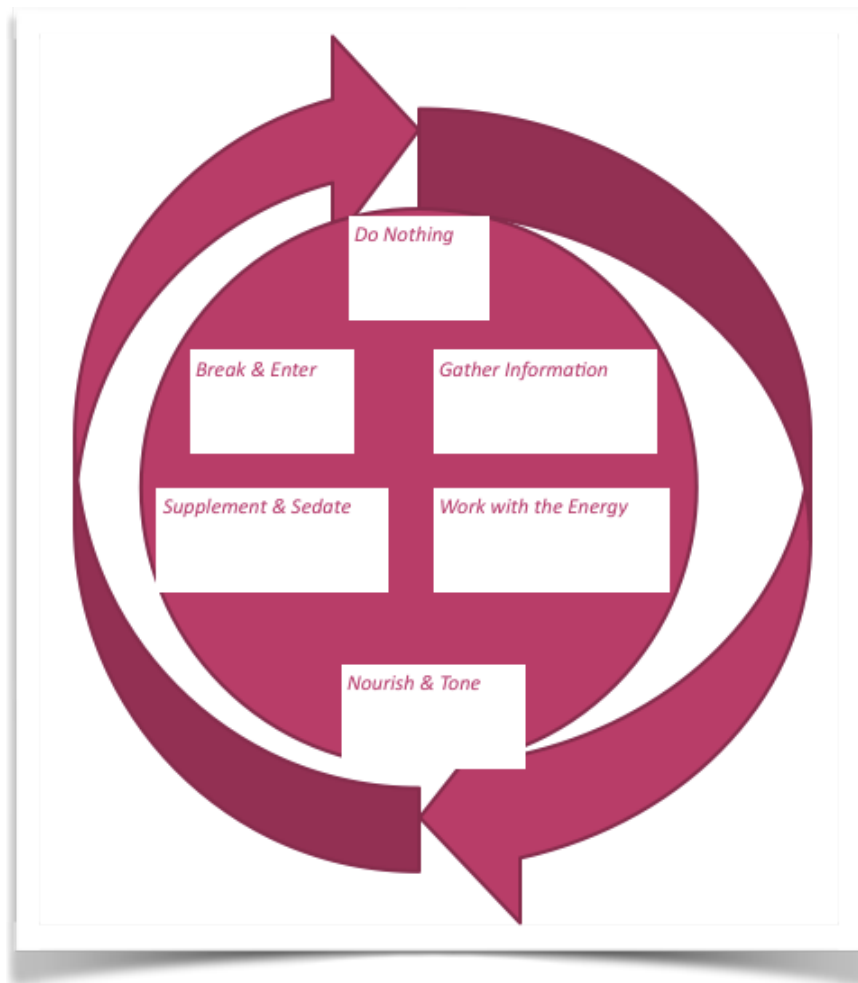 Do Nothing
Break & Enter
Gather Information
Supplement & Sedate
Work with the Energy
Nourish & Tone